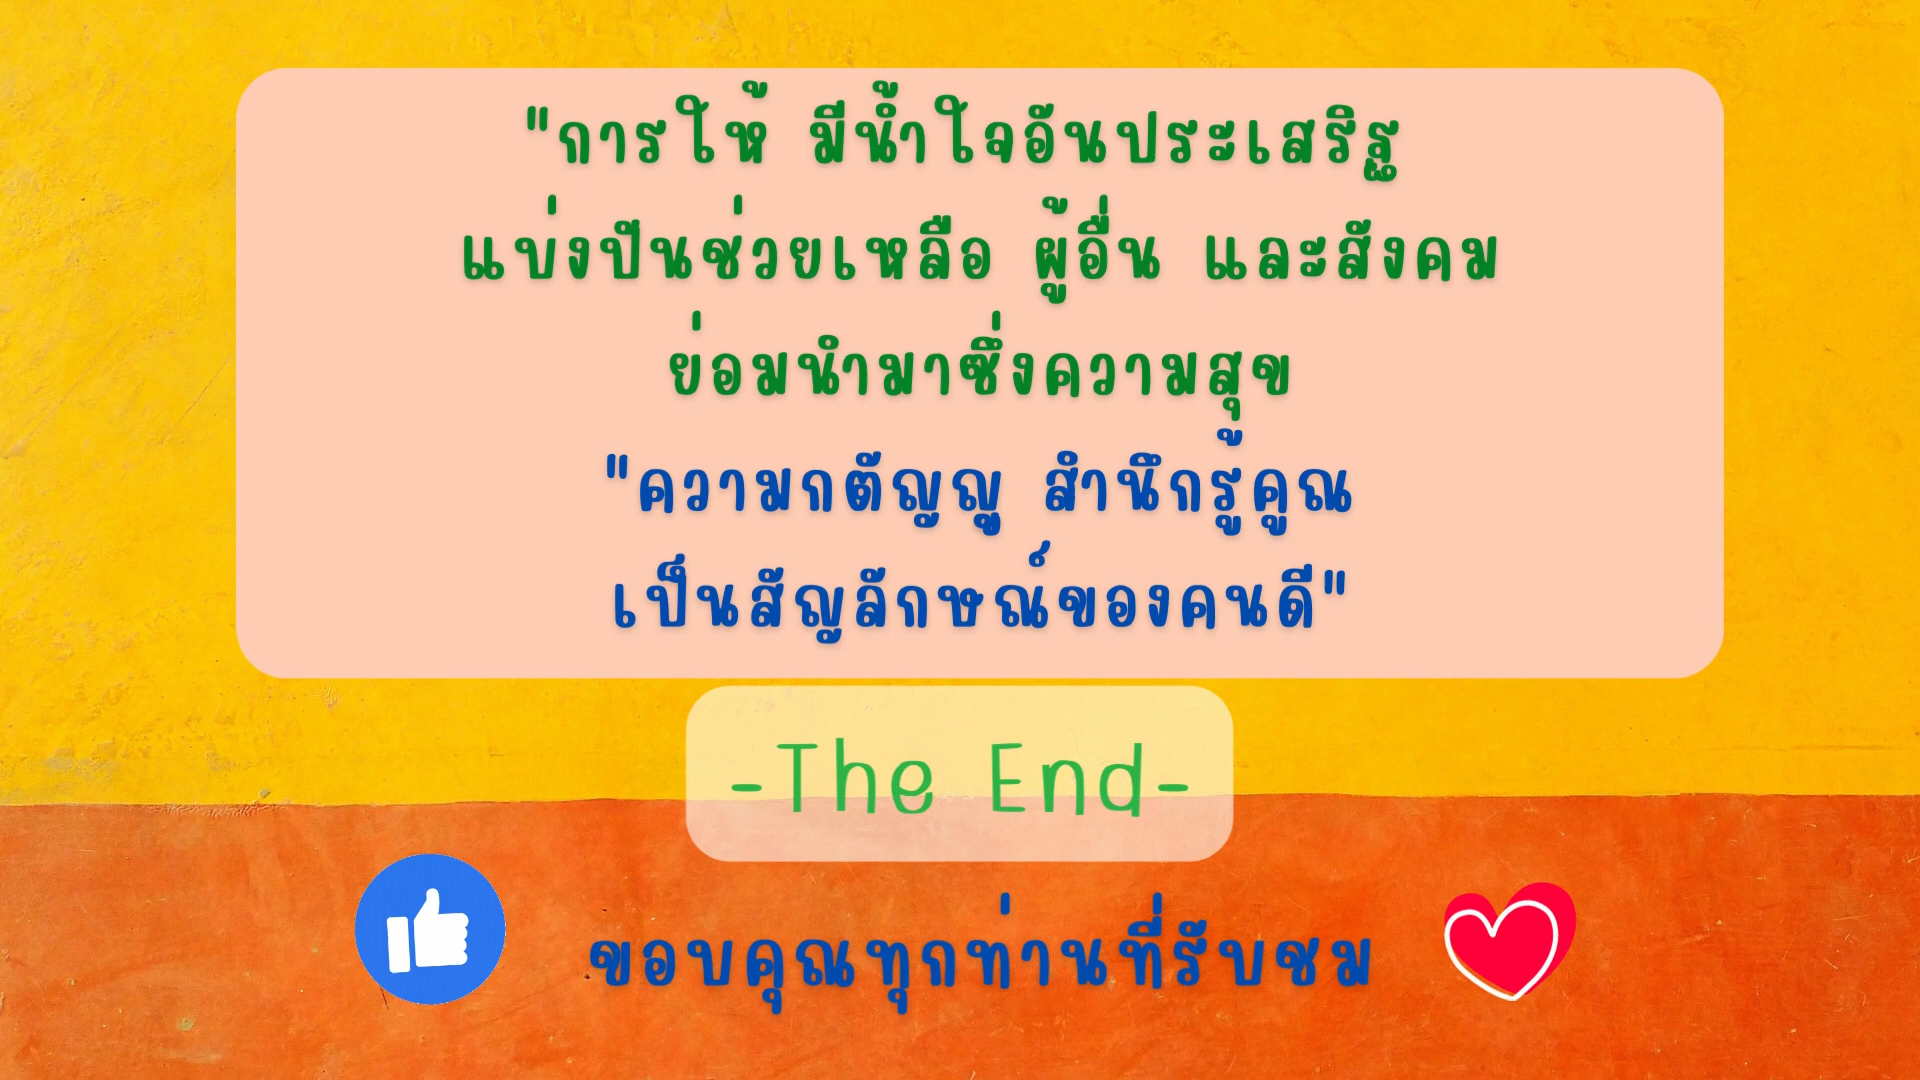 "การให้ มีน้ำใจอันประเสริฐ
แบ่งปันช่วยเหลือ ผู้อื่น และสังคม
ย่อมนำมาซึ่งความสุข
"ความกตัญญู สำนึกรู้คูณ
เป็นสัญลักษณ์ของคนดี"
-The End-
ขอบคุณทุกท่านที่รับชม